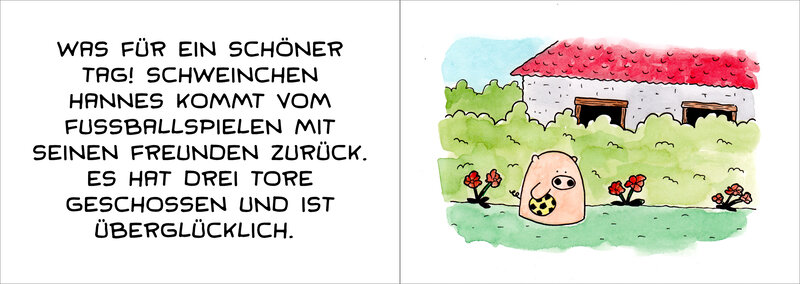 WAS FÜR EIN SCHÖNER
TAG! SCHWEINCHEN
HANNES KOMMT VOM
FUSSBALLSPIELEN MIT
SEINEN FREUNDEN ZURÜCK.
ES HAT DREI TORE
GESCHOSSEN UND IST
ÜBERGLÜCKLICH.